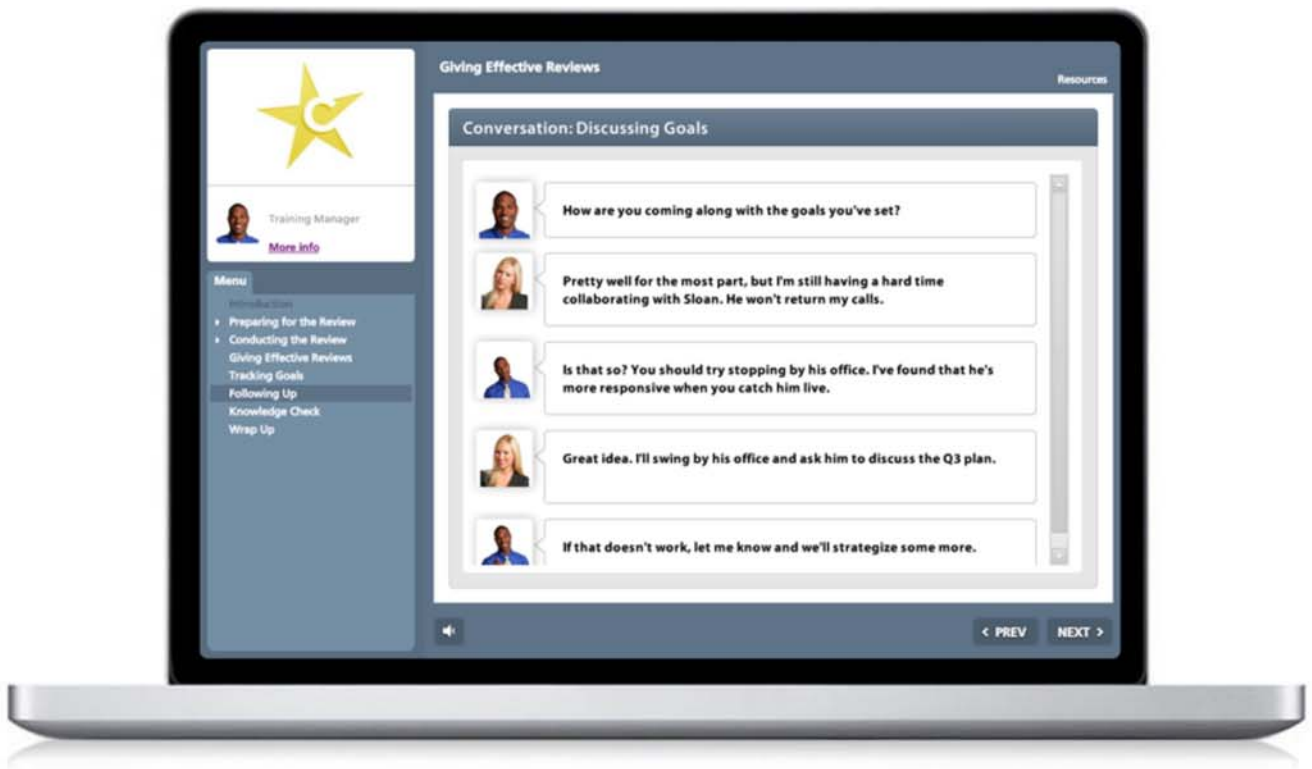 Giving Effective Reviews
Resources
Conversation: Discussing Goals
Training Manager
More info
Menu
Introduction
Preparing for the Review
Conducting the Review
Giving Effective Reviews
Tracking Goals
Following Up
Knowledge Check
Wrap Up
How are you coming along with the goals you've set?
Pretty well for the most part, but I'm still having a hard time
collaborating with Sloan. He won't return my calls.
Is that so? You should try stopping by his office. I've found that he's
more responsive when you catch him live.
Great idea. I'll swing by his office and ask him to discuss the Q3 plan.
If that doesn't work, let me know and we'll strategize some more.
< PREV
NEXT >